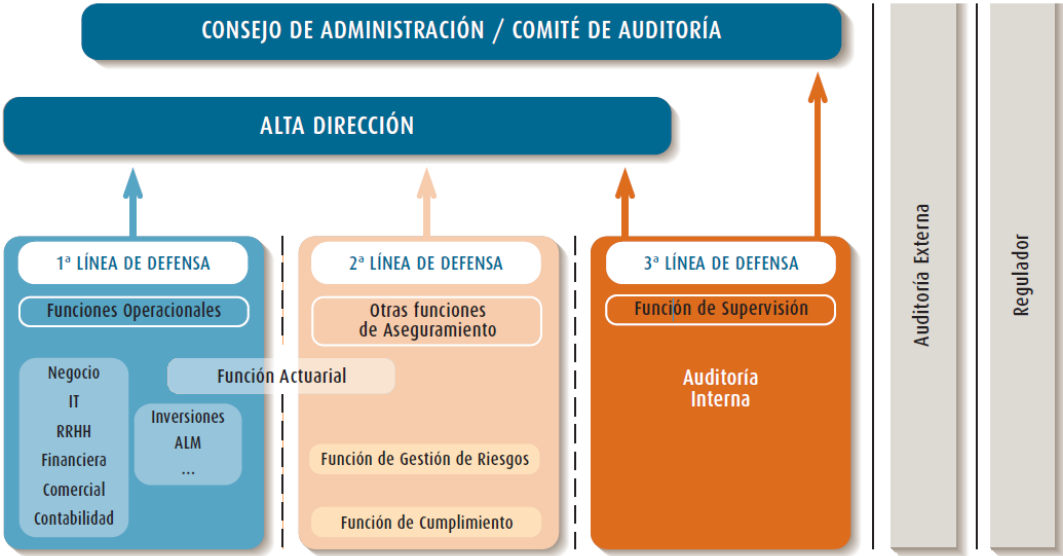 CONSEJO DE ADMINISTRACIÓN / COMITÉ DE AUDITORÍA
ALTA DIRECCIÓN
1ª LÍNEA DE DEFENSA
Funciones Operacionales
Negocio
IT
RRHH
Financiera
Comercial
Contabilidad
Inversiones
ALM
...
Función Actuarial
2ª LÍNEA DE DEFENSA
Otras funciones
de Aseguramiento
Función de Gestión de Riesgos
Función de Cumplimiento
3ª LÍNEA DE DEFENSA
Función de Supervisión
Auditoría
Interna
Auditoría Externa
Regulador